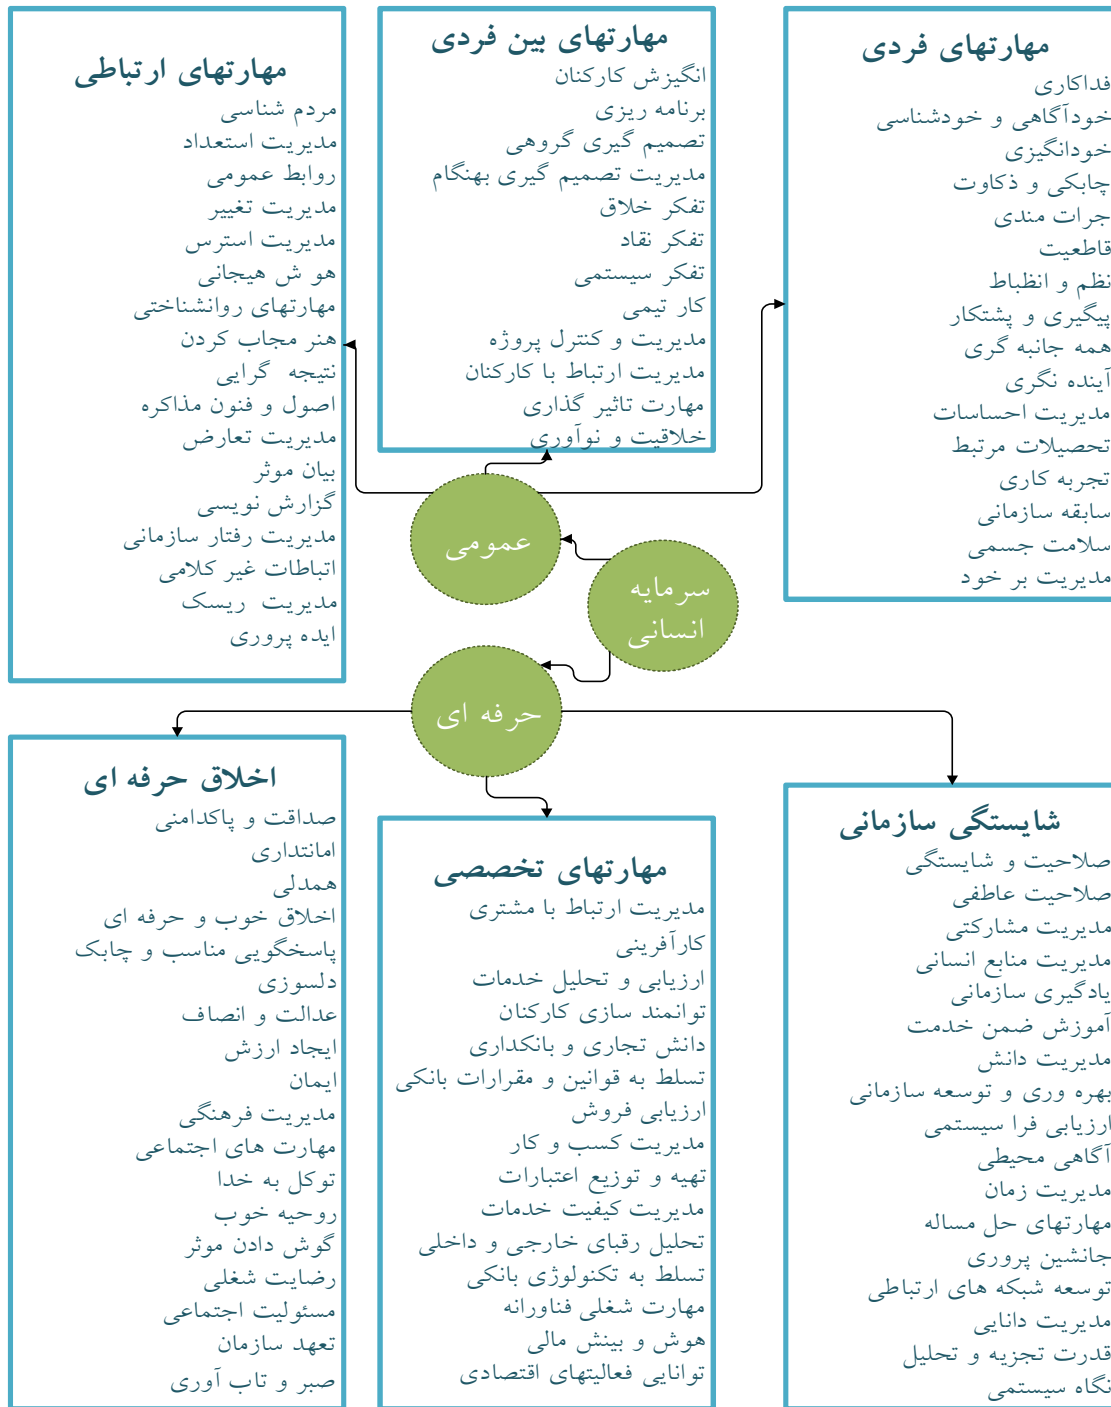 مهارتهای فردی
فداکاری
خودآگاهی و خودشناسی
خودانگیزی
چابکی و ذکاوت
جرات مندی
قاطعیت
نظم و انظباط
پیگیری و پشتکار
همه جانبه گری
آینده نگری
مدیریت احساسات
تحصیلات مرتبط
تجربه کاری
سابقه سازمانی
سلامت جسمی
مدیریت بر خود
مهارتهای بین فردی
انگیزش کارکنان
برنامه ریزی
تصمیم گیری گروهی
مدیریت تصمیم گیری بهنگام
تفکر خلاق
تفکر نقاد
تفکر سیستمی
کار تیمی
مدیریت و کنترل پروژه
مدیریت ارتباط با کارکنان
مهارت تاثیر گذاری
خلاقیت و نوآوری
مهارتهای ارتباطی
مردم شناسی
مدیریت استعداد
روابط عمومی
مدیریت تغییر
مدیریت استرس
هو ش هیجانی
مهارتهای روانشناختی
هنر مجاب کردن
نتیجه گرایی
اصول و فنون مذاکره
مدیریت تعارض
بیان موثر
گزارش نویسی
مدیریت رفتار سازمانی
اتباطات غیر کلامی
مدیریت ریسک
ایده پروری
عمومی
سرمایه
انسانی
حرفه ای
شایستگی سازمانی
صلاحیت و شایستگی
صلاحیت عاطفی
مدیریت مشارکتی
مدیریت منابع انسانی
یادگیری سازمانی
آموزش ضمن خدمت
مدیریت دانش
بهره وری و توسعه سازمانی
ارزیابی فرا سیستمی
آگاهی محیطی
مدیریت زمان
مهارتهای حل مساله
جانشین پروری
توسعه شبکه های ارتباطی
مدیریت دانایی
قدرت تجزیه و تحلیل
نگاه سیستمی
مهارتهای تخصصی
مدیریت ارتباط با مشتری
کارآفرینی
ارزیابی و تحلیل خدمات
توانمند سازی کارکنان
دانش تجاری و بانکداری
تسلط به قوانین و مقرارات بانکی
ارزیابی فروش
مدیریت کسب و کار
تهیه و توزیع اعتبارات
مدیریت کیفیت خدمات
تحلیل رقبای خارجی و داخلی
تسلط به تکنولوژی بانکی
مهارت شغلی فناورانه
هوش و بینش مالی
توانایی فعالیتهای اقتصادی
اخلاق حرفه ای
صداقت و پاکدامنی
امانتداری
همدلی
اخلاق خوب و حرفه ای
پاسخگویی مناسب و چابک
دلسوزی
عدالت و انصاف
ایجاد ارزش
ایمان
مدیریت فرهنگی
مهارت های اجتماعی
توکل به خدا
روحیه خوب
گوش دادن موثر
رضایت شغلی
مسئولیت اجتماعی
تعهد سازمان
صبر و تاب آوری